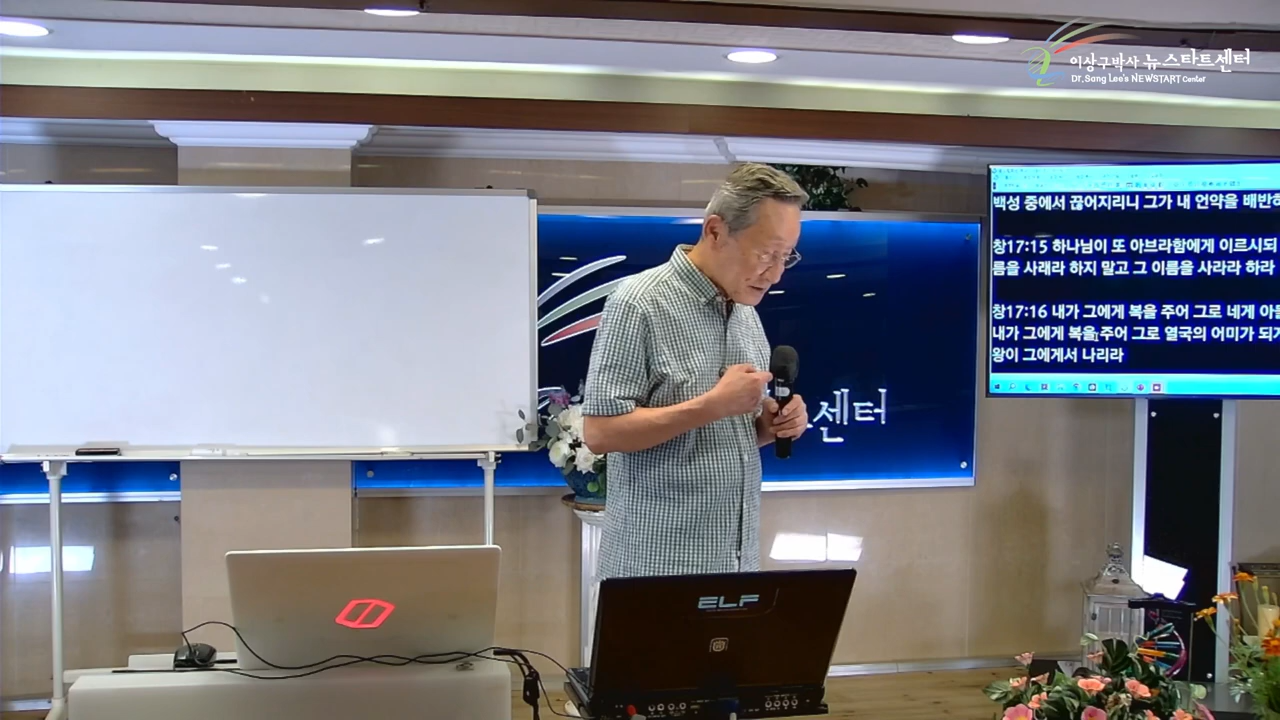 이상구박사 뉴스타트센터
Dr. Sang Lee's NEWSTART Center
백성 중에서 끊어지리니 그가 내 언약을 배반하
창17:15 하나님이 또 아브라함에게 이르시되
름을 사래라 하지 말고 그 이름을 사라라 하라
창17:16 내가 그에게 복을 주어 그로 네게 아들
내가 그에게 복을 주어 그로 열국의 어미가 되게
왕이 그에게서 나리라
센터
ELF